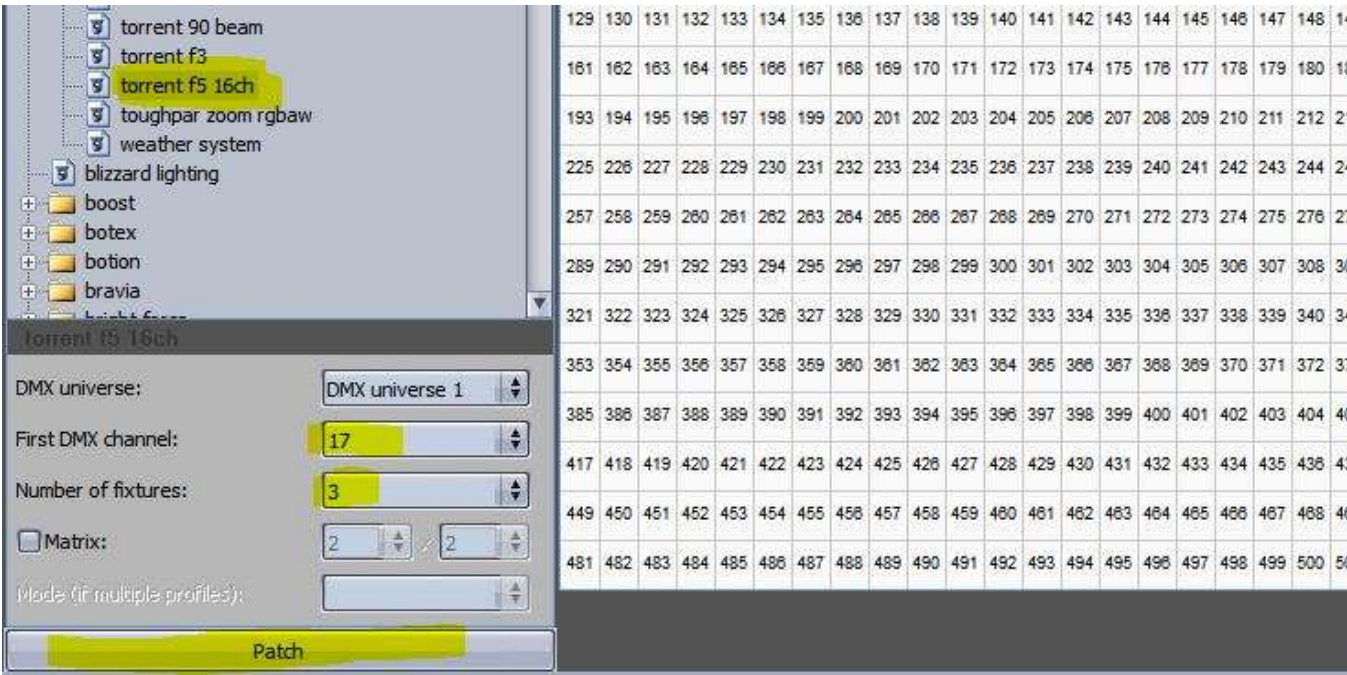 torrent 90 beam
torrent f3
torrent f5 16ch
toughpar zoom rgbaw
weather system
blizzard lighting
boost
botex
botion
bravia
torrent f5 16ch
DMX universe: DMX universe 1
First DMX channel: 17
Number of fixtures: 3
Matrix: 2 / 2
Mode (if multiple profiles):
Patch
129 130 131 132 133 134 135 136 137 138 139 140 141 142 143 144 145 146 147 148
161 162 163 164 165 166 167 168 169 170 171 172 173 174 175 176 177 178 179 180
193 194 195 196 197 198 199 200 201 202 203 204 205 206 207 208 209 210 211 212
225 226 227 228 229 230 231 232 233 234 235 236 237 238 239 240 241 242 243 244
257 258 259 260 261 262 263 264 265 266 267 268 269 270 271 272 273 274 275 276
289 290 291 292 293 294 295 296 297 298 299 300 301 302 303 304 305 306 307 308
321 322 323 324 325 326 327 328 329 330 331 332 333 334 335 336 337 338 339 340
353 354 355 356 357 358 359 360 361 362 363 364 365 366 367 368 369 370 371 372
385 386 387 388 389 390 391 392 393 394 395 396 397 398 399 400 401 402 403 404
417 418 419 420 421 422 423 424 425 426 427 428 429 430 431 432 433 434 435 436
449 450 451 452 453 454 455 456 457 458 459 460 461 462 463 464 465 466 467 468
481 482 483 484 485 486 487 488 489 490 491 492 493 494 495 496 497 498 499 500